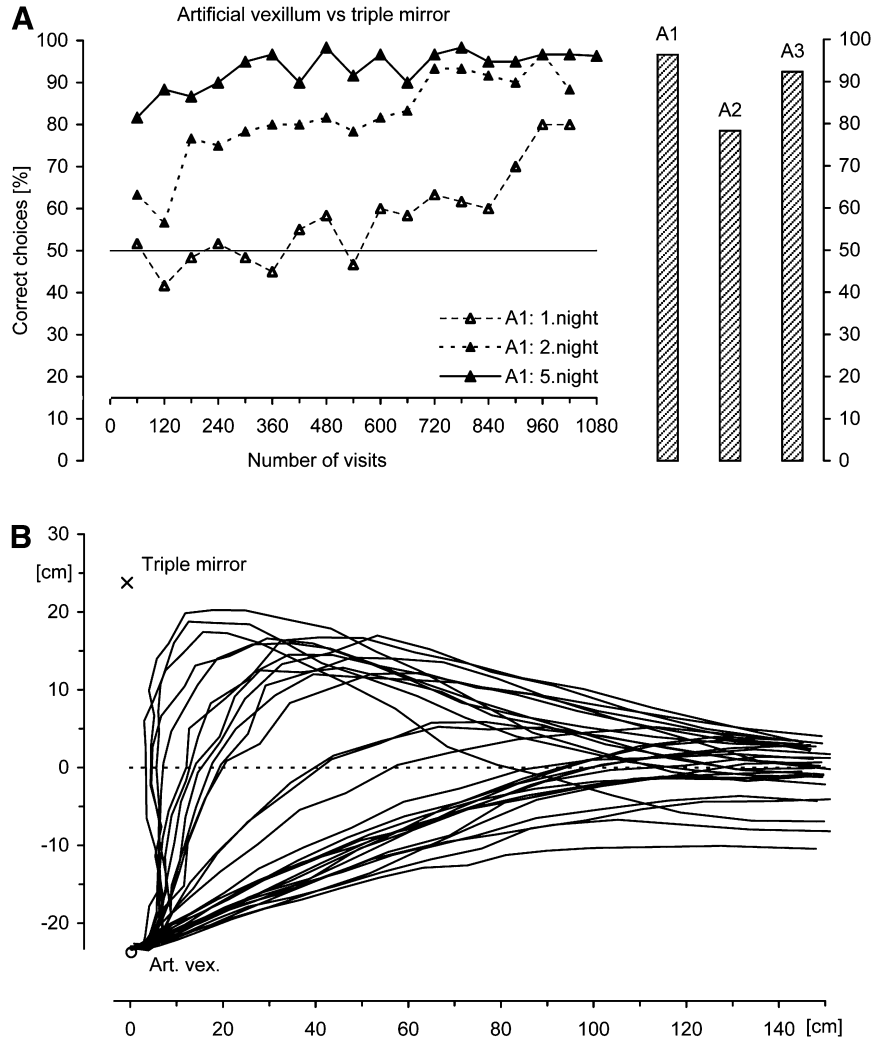 A
Artificial vexillum vs triple mirror
100
90
80
70
60
50
40
30
20
10
0
Correct choices [%]
A1: 1.night
A1: 2.night
A1: 5.night
0 120 240 360 480 600 720 840 960 1080
Number of visits
A1
A2
A3
100
90
80
70
60
50
40
30
20
10
0
B
30
[cm]
20
10
0
-10
-20
Triple mirror
Art. vex.
0 20 40 60 80 100 120 140 [cm]